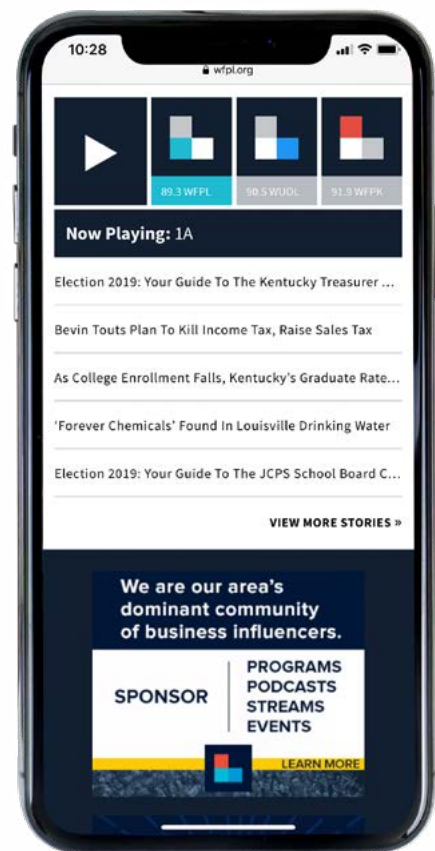 10:28
wfpl.org
89.3 WFPL
90.5 WUOL
91.9 WFPK
Now Playing: 1A
Election 2019: Your Guide To The Kentucky Treasurer ...
Bevin Touts Plan To Kill Income Tax, Raise Sales Tax
As College Enrollment Falls, Kentucky's Graduate Rate...
'Forever Chemicals' Found In Louisville Drinking Water
Election 2019: Your Guide To The JCPS School Board C...
VIEW MORE STORIES »
We are our area's
dominant community
of business influencers.
SPONSOR
PROGRAMS
PODCASTS
STREAMS
EVENTS
LEARN MORE